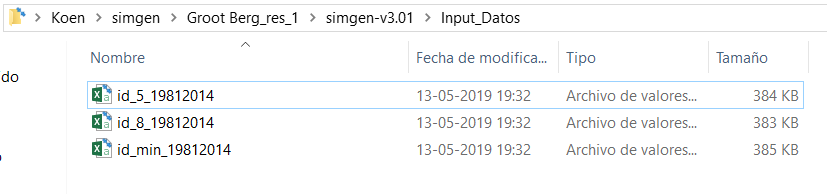 Koen > simgen > Groot Berg_res_1 > simgen-v3.01 > Input_Datos
Nombre Fecha de modifica... Tipo Tamaño
do
id_5_19812014 13-05-2019 19:32 Archivo de valores... 384 KB
id_8_19812014 13-05-2019 19:32 Archivo de valores... 383 KB
id_min_19812014 13-05-2019 19:32 Archivo de valores... 385 KB